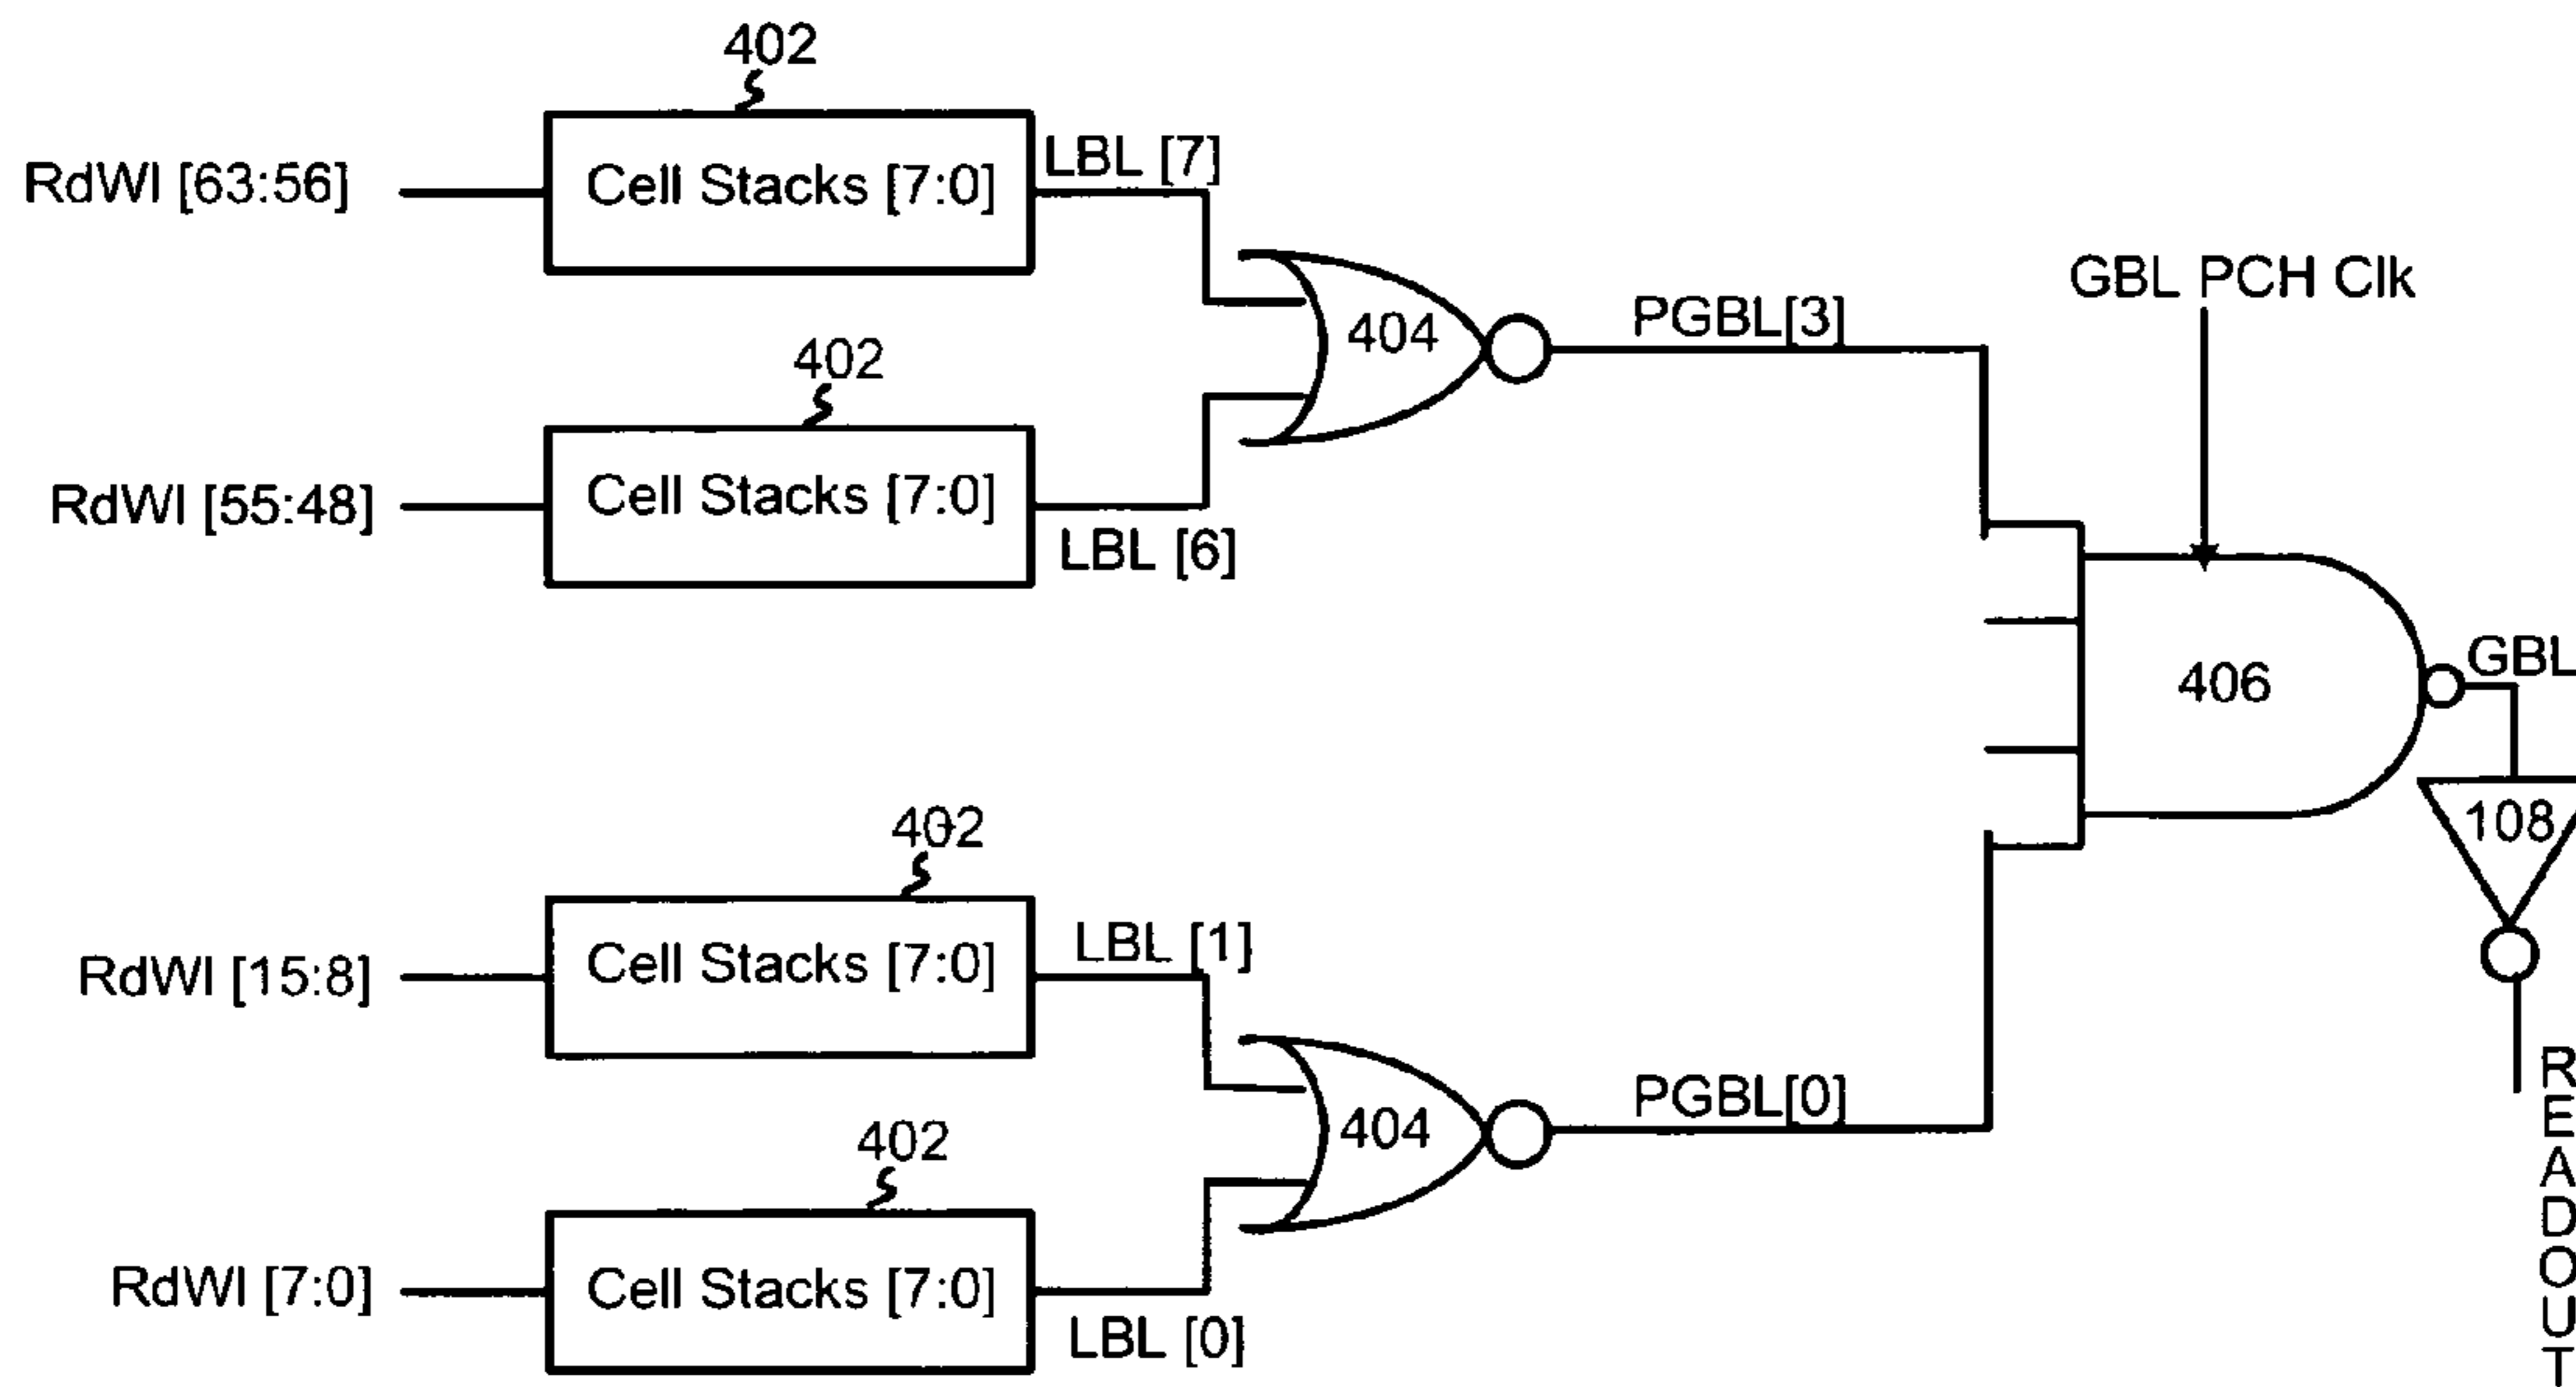 402
RdWl [63:56]
Cell Stacks [7:0]
LBL [7]
404
PGBL[3]
GBL PCH Clk
402
RdWl [55:48]
Cell Stacks [7:0]
LBL [6]
406
GBL
108
402
RdWl [15:8]
Cell Stacks [7:0]
LBL [1]
404
PGBL[0]
402
RdWl [7:0]
Cell Stacks [7:0]
LBL [0]
READOUT